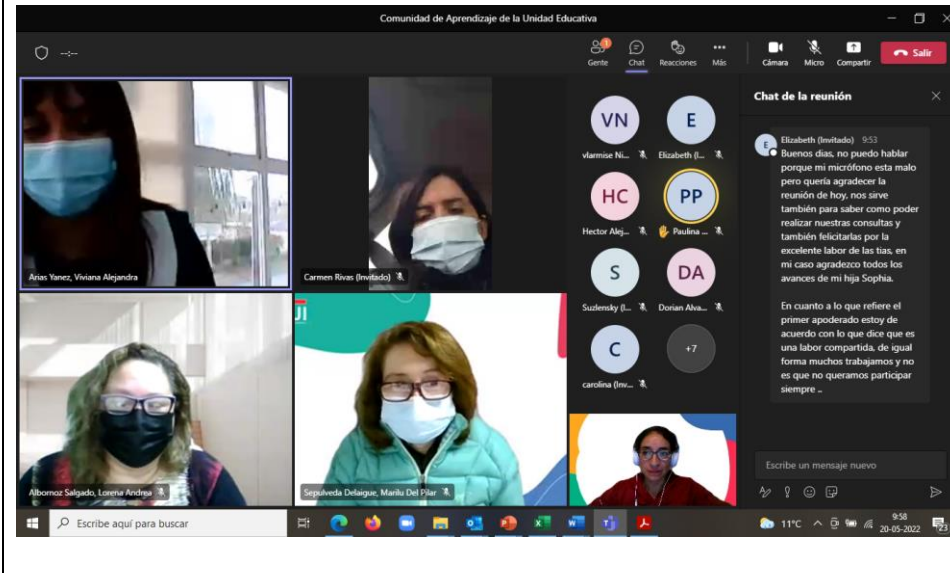 Comunidad de Aprendizaje de la Unidad Educativa
--:--
1
Gente
Chat
Reacciones
Más
Cámara
Micro
Compartir
Salir
Arias Yanez, Viviana Alejandra
Carmen Rivas (Invitado)
Albornoz Salgado, Lorena Andrea
JI
Sepulveda Delaigue, Marilu Del Pilar
VN
vlarmise Ni...
E
Elizabeth (I...
HC
Hector Alej...
PP
Paulina ...
S
Suzlensky (I...
DA
Dorian Alva...
C
carolina (Inv...
+7
Chat de la reunión
E
Elizabeth (Invitado) 9:53
Buenos dias, no puedo hablar
porque mi micrófono esta malo
pero quería agradecer la
reunión de hoy, nos sirve
también para saber como poder
realizar nuestras consultas y
también felicitarlas por la
excelente labor de las tias, en
mi caso agradezco todos los
avances de mi hija Sophia.
En cuanto a lo que refiere el
primer apoderado estoy de
acuerdo con lo que dice que es
una labor compartida, de igual
forma muchos trabajamos y no
es que no queramos participar
siempre ..
Escribe un mensaje nuevo
Escribe aquí para buscar
11°C
9:58
20-05-2022
23